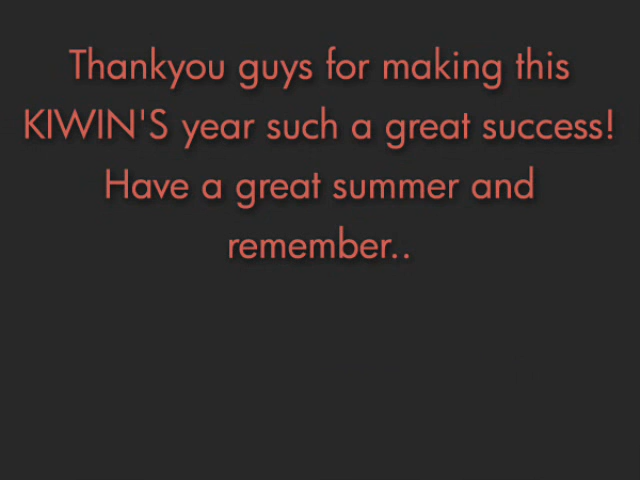 Thankyou guys for making this
KIWIN'S year such a great success!
Have a great summer and
remember..